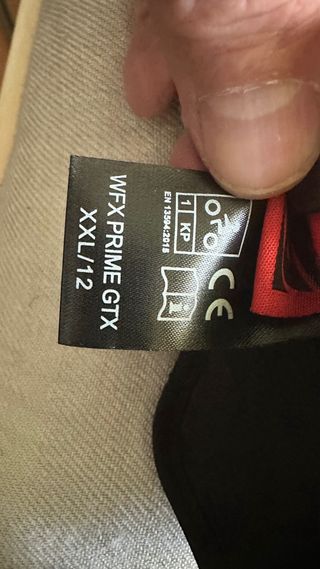 1 KP
EN 13594:2015
CE
WFX PRIME GTX
XXL/12